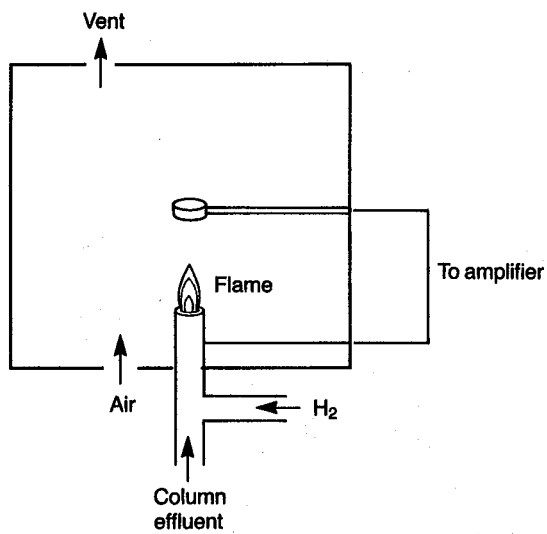 Vent
Flame
To amplifier
Air
H₂
Column
effluent